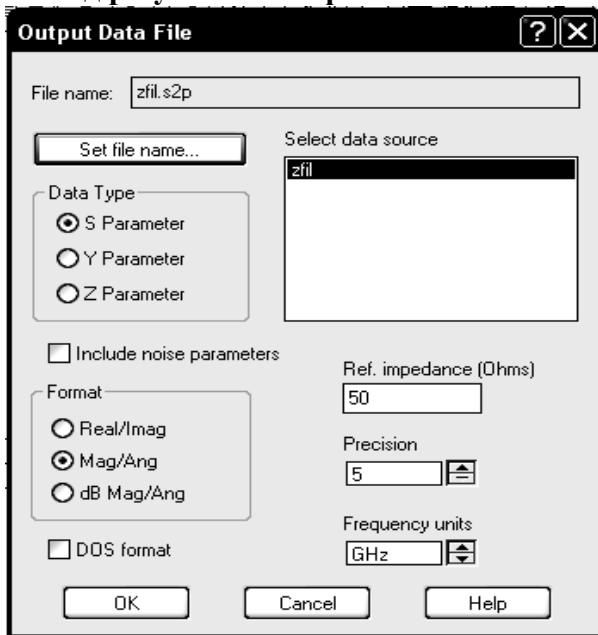 Output Data File
File name: zfil.s2p
Set file name...
Select data source
zfil
Data Type
S Parameter
Y Parameter
Z Parameter
Include noise parameters
Ref. impedance (Ohms)
50
Format
Real/Imag
Mag/Ang
dB Mag/Ang
Precision
5
Frequency units
GHz
DOS format
OK Cancel Help